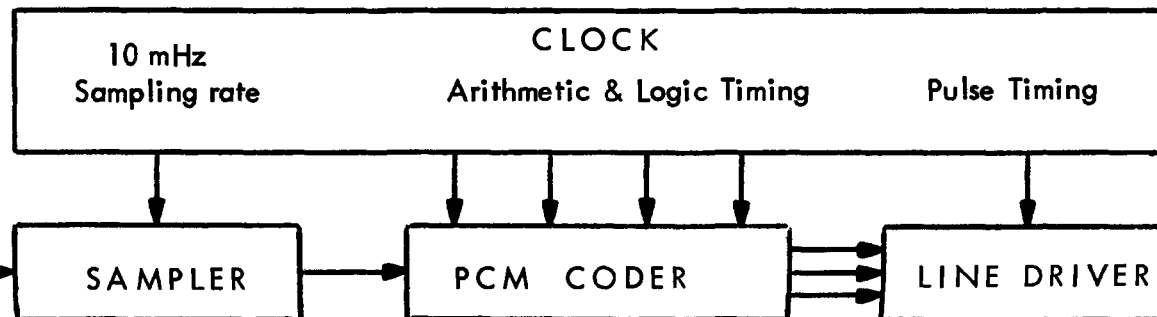 CLOCK
10 mHz
Sampling rate
Arithmetic & Logic Timing
Pulse Timing
SAMPLER
PCM CODER
LINE DRIVER